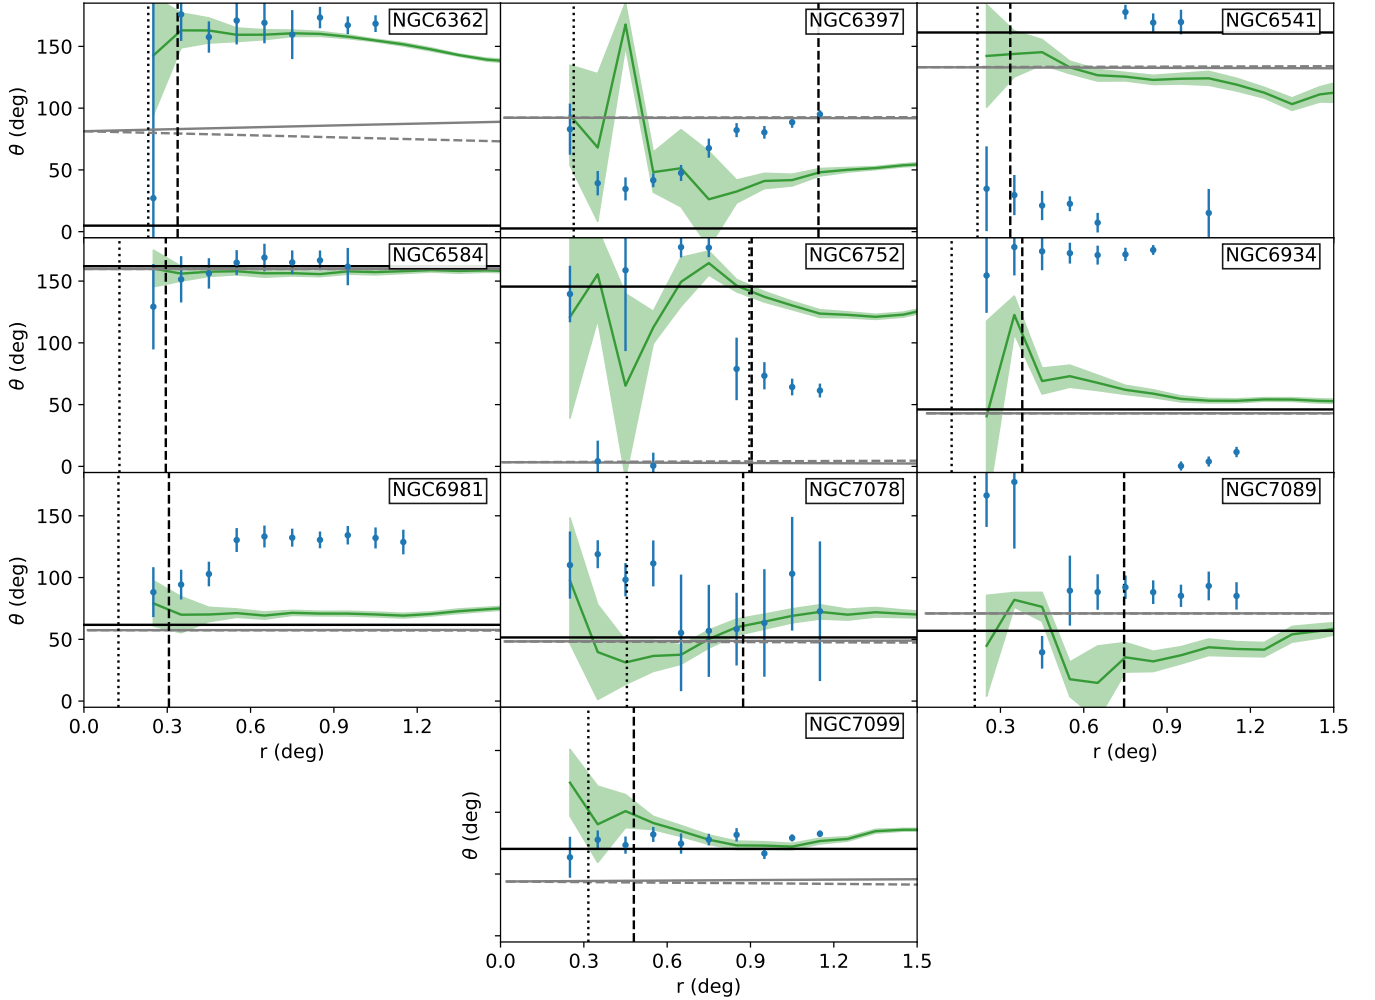 NGC6362
NGC6397
NGC6541
150
100
50
0
θ (deg)
NGC6584
NGC6752
NGC6934
150
100
50
0
θ (deg)
NGC6981
NGC7078
NGC7089
150
100
50
0
θ (deg)
0.0 0.3 0.6 0.9 1.2
r (deg)
0.3 0.6 0.9 1.2 1.5
r (deg)
NGC7099
θ (deg)
0.0 0.3 0.6 0.9 1.2 1.5
r (deg)